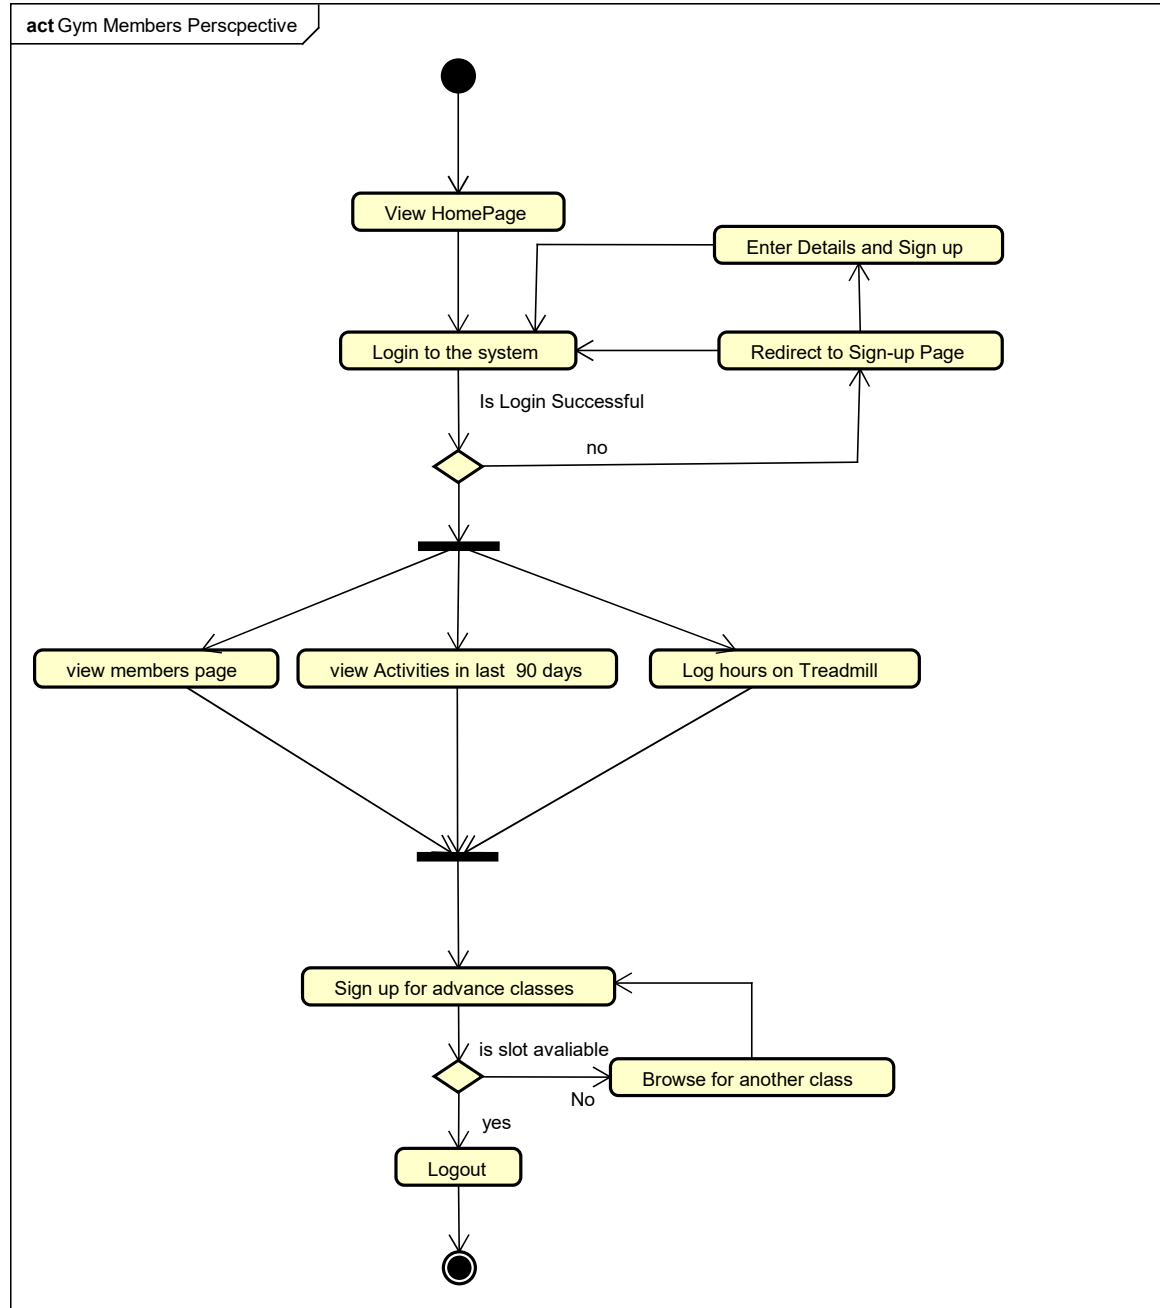 act Gym Members Perscpective
View HomePage
Enter Details and Sign up
Login to the system
Redirect to Sign-up Page
Is Login Successful
no
view members page
view Activities in last  90 days
Log hours on Treadmill
Sign up for advance classes
is slot avaliable
Browse for another class
No
yes
Logout